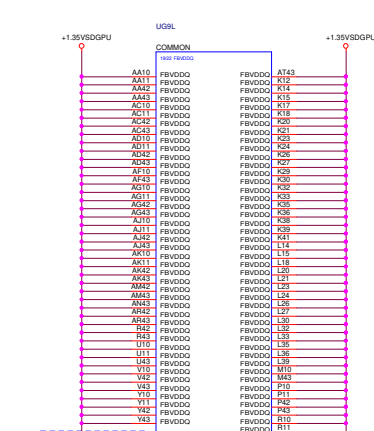 UG9L
+1.35VSDGPU +1.35VSDGPU
COMMON
19/22 FBVDDQ
AA10 FBVDDQ FBVDDQ AT43
AA11 FBVDDQ FBVDDQ K12
AA42 FBVDDQ FBVDDQ K14
AA43 FBVDDQ FBVDDQ K15
AC10 FBVDDQ FBVDDQ K17
AC11 FBVDDQ FBVDDQ K18
AC42 FBVDDQ FBVDDQ K20
AC43 FBVDDQ FBVDDQ K21
AD10 FBVDDQ FBVDDQ K23
AD11 FBVDDQ FBVDDQ K24
AD42 FBVDDQ FBVDDQ K26
AD43 FBVDDQ FBVDDQ K27
AF10 FBVDDQ FBVDDQ K29
AF43 FBVDDQ FBVDDQ K30
AG10 FBVDDQ FBVDDQ K32
AG11 FBVDDQ FBVDDQ K33
AG42 FBVDDQ FBVDDQ K35
AG43 FBVDDQ FBVDDQ K36
AJ10 FBVDDQ FBVDDQ K38
AJ11 FBVDDQ FBVDDQ K39
AJ42 FBVDDQ FBVDDQ K41
AJ43 FBVDDQ FBVDDQ L14
AK10 FBVDDQ FBVDDQ L15
AK11 FBVDDQ FBVDDQ L18
AK42 FBVDDQ FBVDDQ L20
AK43 FBVDDQ FBVDDQ L21
AM42 FBVDDQ FBVDDQ L23
AM43 FBVDDQ FBVDDQ L24
AN43 FBVDDQ FBVDDQ L26
AR42 FBVDDQ FBVDDQ L27
AR43 FBVDDQ FBVDDQ L30
R42 FBVDDQ FBVDDQ L32
R43 FBVDDQ FBVDDQ L33
U10 FBVDDQ FBVDDQ L35
U11 FBVDDQ FBVDDQ L36
U43 FBVDDQ FBVDDQ L39
V10 FBVDDQ FBVDDQ M10
V42 FBVDDQ FBVDDQ M43
V43 FBVDDQ FBVDDQ P10
Y10 FBVDDQ FBVDDQ P11
Y11 FBVDDQ FBVDDQ P42
Y42 FBVDDQ FBVDDQ P43
Y43 FBVDDQ FBVDDQ R10
FBVDDQ R11